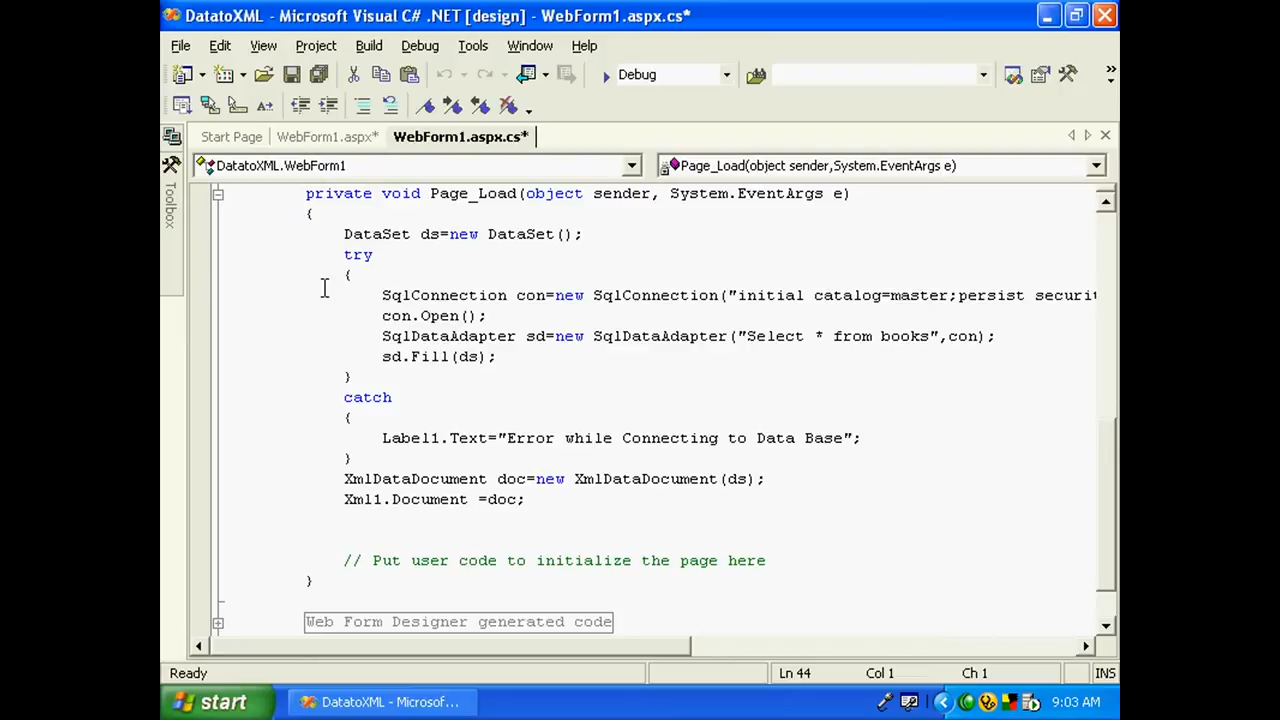 DatatoXML - Microsoft Visual C# .NET [design] - WebForm1.aspx.cs*
File Edit View Project Build Debug Tools Window Help
Debug
Start Page WebForm1.aspx* WebForm1.aspx.cs*
DatatoXML.WebForm1 Page_Load(object sender,System.EventArgs e)
Toolbox
private void Page_Load(object sender, System.EventArgs e)
{
DataSet ds=new DataSet();
try
{
SqlConnection con=new SqlConnection("initial catalog=master;persist securit
con.Open();
SqlDataAdapter sd=new SqlDataAdapter("Select * from books",con);
sd.Fill(ds);
}
catch
{
Label1.Text="Error while Connecting to Data Base";
}
XmlDataDocument doc=new XmlDataDocument(ds);
Xml1.Document =doc;
// Put user code to initialize the page here
}
Web Form Designer generated code
Ready Ln 44 Col 1 Ch 1 INS
start DatatoXML - Microsof... 9:03 AM